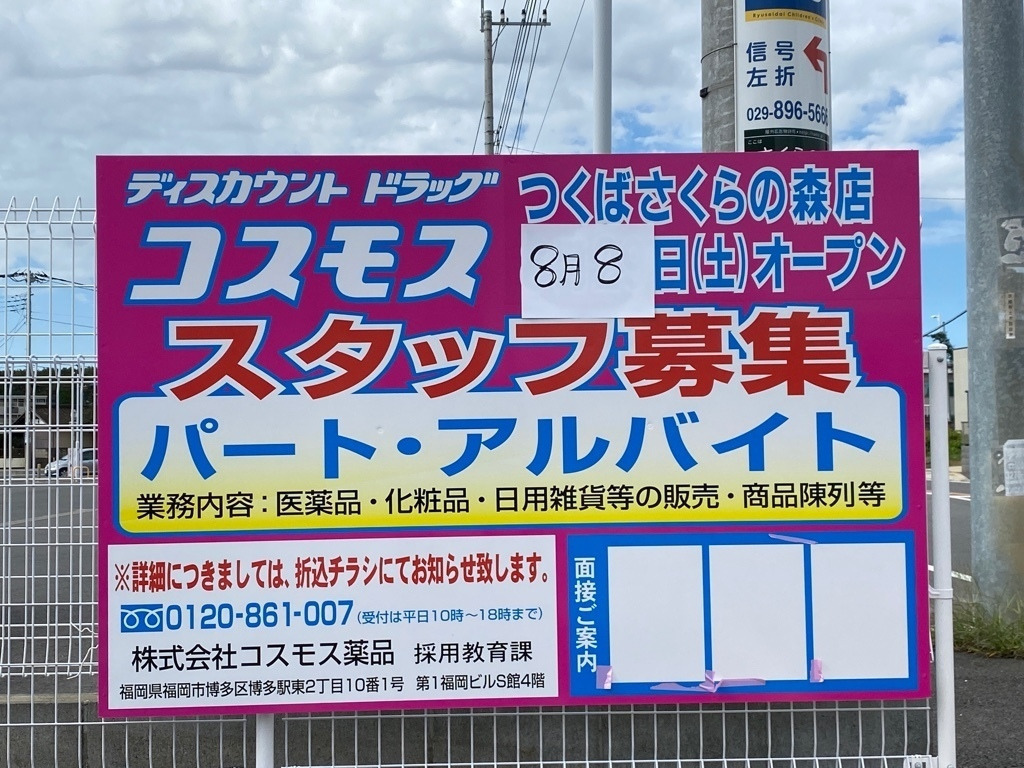 Ryuseidai Children's
信号
左折
029-896-566
ここは
さくら
ディスカウント ドラッグ
コスモス
つくばさくらの森店
8月8日(土)オープン
スタッフ募集
パート・アルバイト
業務内容:医薬品・化粧品・日用雑貨等の販売・商品陳列等
※詳細につきましては、折込チラシにてお知らせ致します。
0120-861-007(受付は平日10時～18時まで)
株式会社コスモス薬品 採用教育課
福岡県福岡市博多区博多駅東2丁目10番1号 第1福岡ビルS館4階
面接ご案内